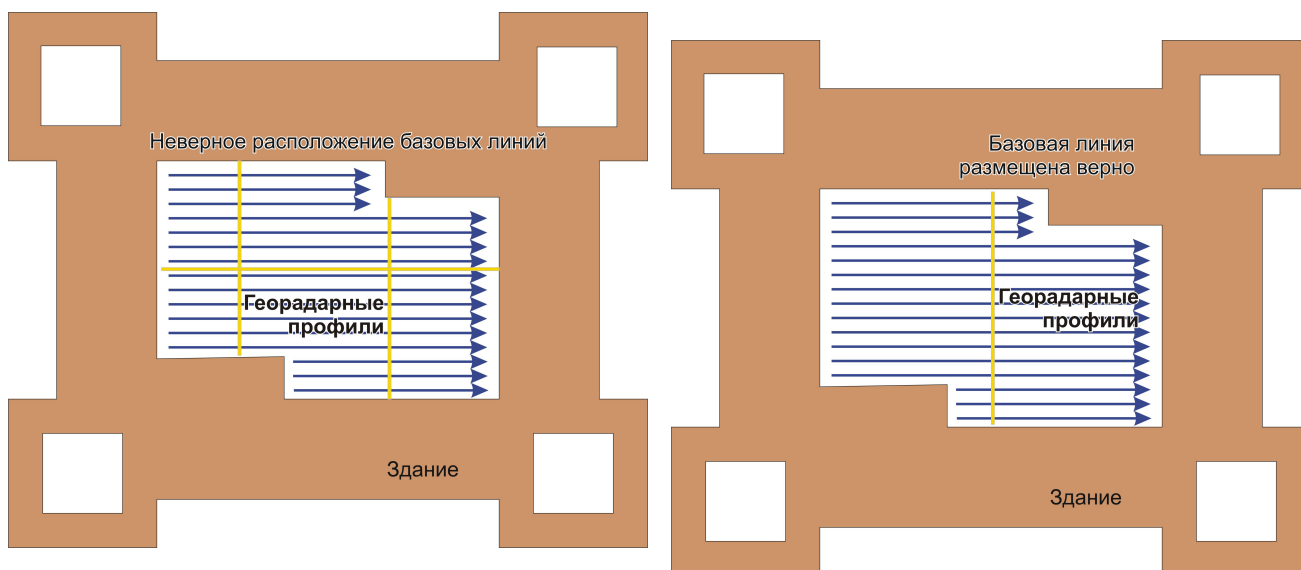 Неверное расположение базовых линий
Георадарные
профили
Здание
Базовая линия
размещена верно
Георадарные
профили
Здание